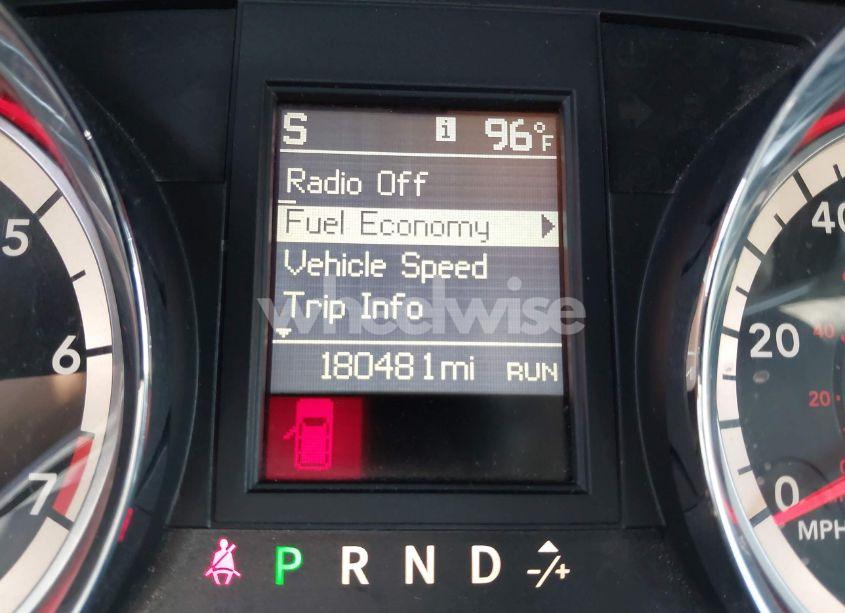 S i 96°F
Radio Off
Fuel Economy
Vehicle Speed
Trip Info
wheelwise
180481 mi RUN
P R N D -/+
5
6
7
40
20
0
MPH
40
20